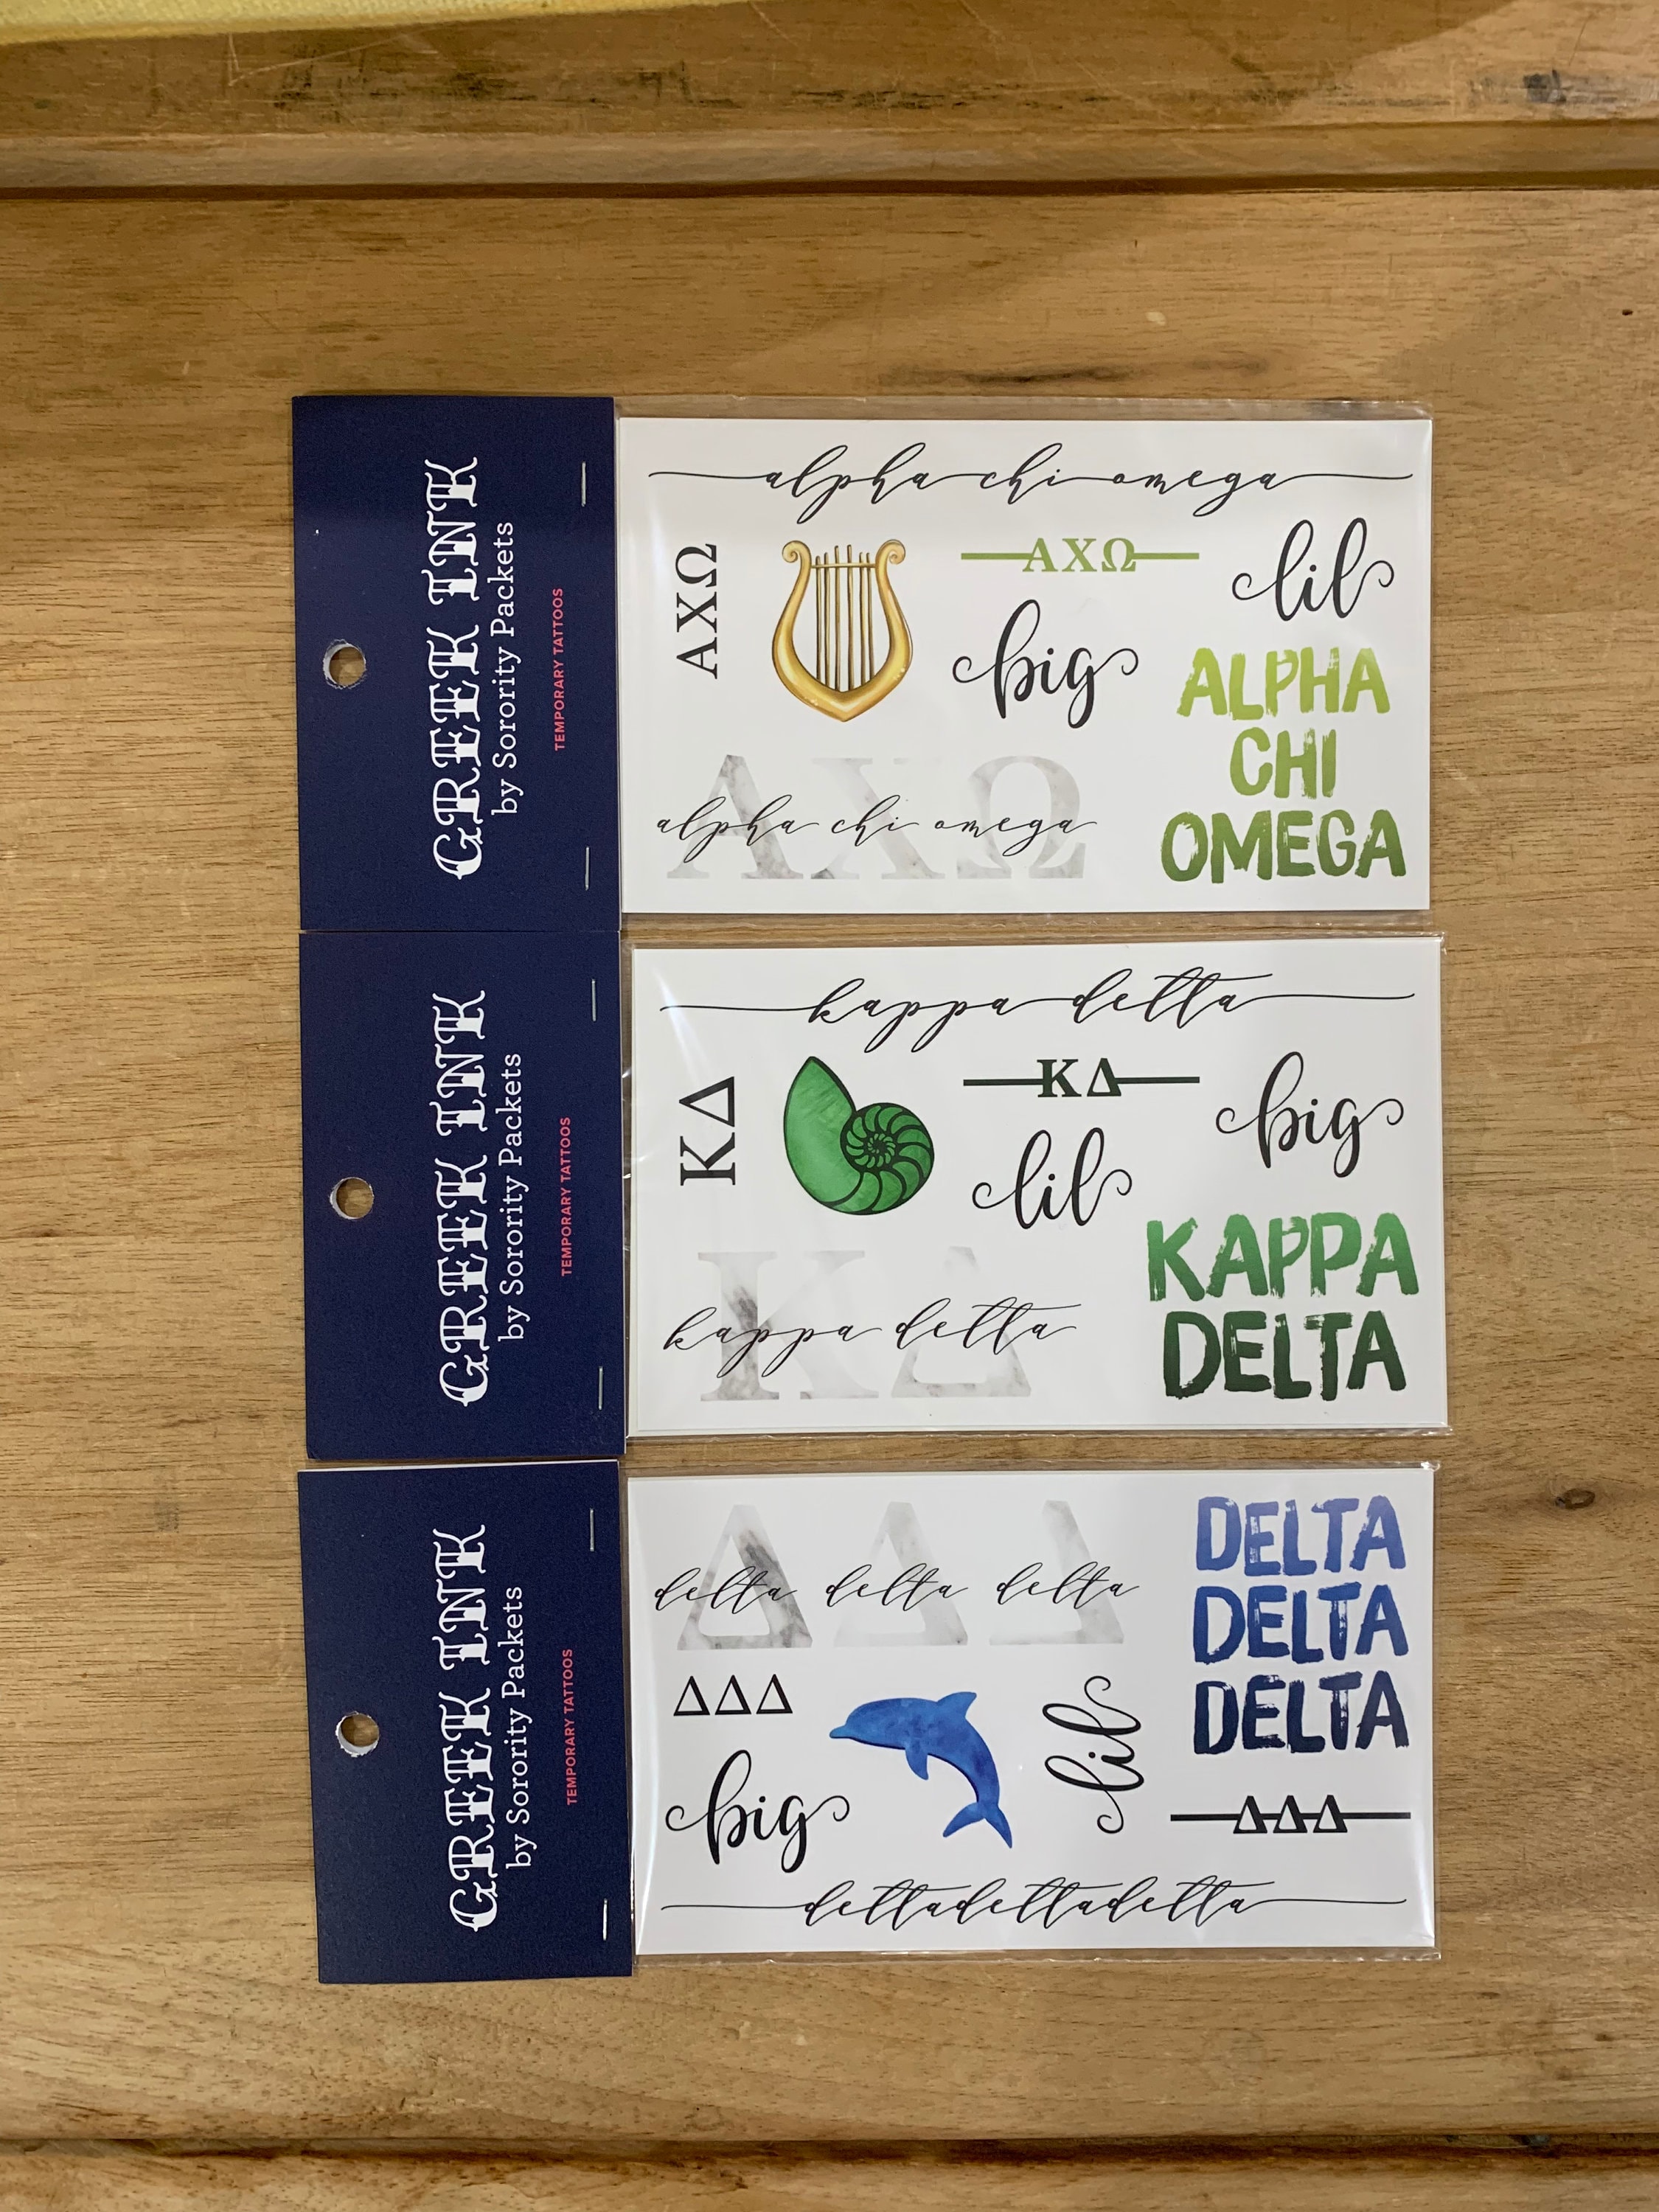 GREEK INK
by Sorority Packets
TEMPORARY TATTOOS
alpha chi omega
ΑΧΩ
ΑΧΩ
lil
big
ΑΧΩ
alpha chi omega
ALPHA
CHI
OMEGA
GREEK INK
by Sorority Packets
TEMPORARY TATTOOS
kappa delta
ΚΔ
ΚΔ
big
lil
ΚΔ
kappa delta
KAPPA
DELTA
GREEK INK
by Sorority Packets
TEMPORARY TATTOOS
ΔΔΔ
delta delta delta
DELTA
DELTA
DELTA
ΔΔΔ
big
lil
ΔΔΔ
deltadeltadelta